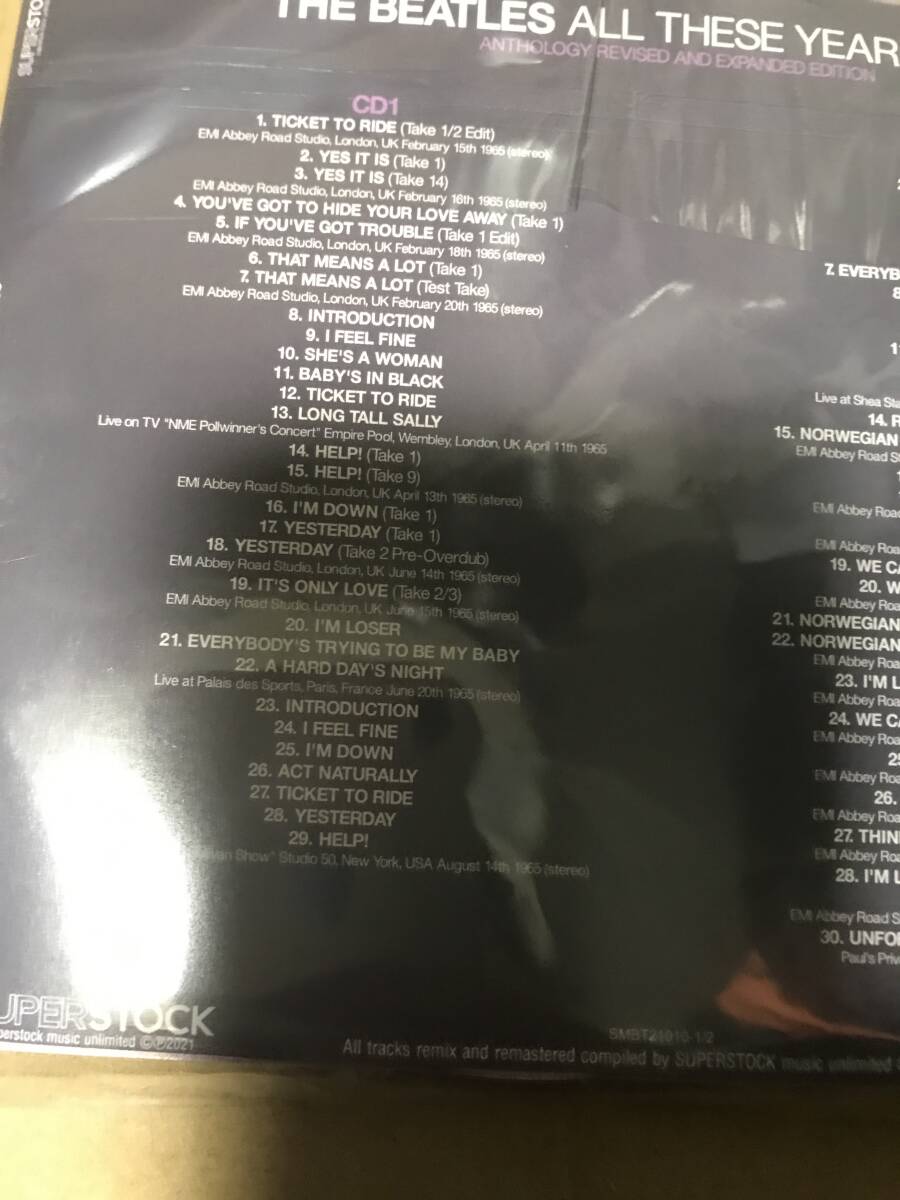 SUPERSTO
THE BEATLES ALL THESE YEAR
ANTHOLOGY REVISED AND EXPANDED EDITION
CD1
1. TICKET TO RIDE (Take 1/2 Edit)
EMI Abbey Road Studio, London, UK February 15th 1965 (stereo)
2. YES IT IS (Take 1)
3. YES IT IS (Take 14)
EMI Abbey Road Studio, London, UK February 16th 1965 (stereo)
4. YOU'VE GOT TO HIDE YOUR LOVE AWAY (Take 1)
5. IF YOU'VE GOT TROUBLE (Take 1 Edit)
EMI Abbey Road Studio, London, UK February 18th 1965 (stereo)
6. THAT MEANS A LOT (Take 1)
7. THAT MEANS A LOT (Test Take)
EMI Abbey Road Studio, London, UK February 20th 1965 (stereo)
8. INTRODUCTION
9. I FEEL FINE
10. SHE'S A WOMAN
11. BABY'S IN BLACK
12. TICKET TO RIDE
13. LONG TALL SALLY
Live on TV "NME Pollwinner's Concert" Empire Pool, Wembley, London, UK April 11th 1965
14. HELP! (Take 1)
15. HELP! (Take 9)
EMI Abbey Road Studio, London, UK April 13th 1965 (stereo)
16. I'M DOWN (Take 1)
17. YESTERDAY (Take 1)
18. YESTERDAY (Take 2 Pre-Overdub)
EMI Abbey Road Studio, London, UK June 14th 1965 (stereo)
19. IT'S ONLY LOVE (Take 2/3)
EMI Abbey Road Studio, London, UK June 15th 1965 (stereo)
20. I'M LOSER
21. EVERYBODY'S TRYING TO BE MY BABY
22. A HARD DAY'S NIGHT
Live at Palais des Sports, Paris, France June 20th 1965 (stereo)
23. INTRODUCTION
24. I FEEL FINE
25. I'M DOWN
26. ACT NATURALLY
27. TICKET TO RIDE
28. YESTERDAY
29. HELP!
Show" Studio 50, New York, USA August 14th 1965 (stereo)
7. EVERYB
8
11
Live at Shea Sta
14. R
15. NORWEGIAN
EMI Abbey Road S
EMI Abbey Road
EMI Abbey Roa
19. WE CA
20. W
EMI Abbey Roa
21. NORWEGIAN
22. NORWEGIAN
EMI Abbey Roa
23. I'M L
EMI Abbey Roa
24. WE CA
EMI Abbey Roa
25
EMI Abbey Roa
26.
EMI Abbey Roa
27. THIN
EMI Abbey Roa
28. I'M L
EMI Abbey Road S
30. UNFO
Paul's Priv
UPERSTOCK
perstock music unlimited ©℗2021
SMBT21010-1/2
All tracks remix and remastered compiled by SUPERSTOCK music unlimited